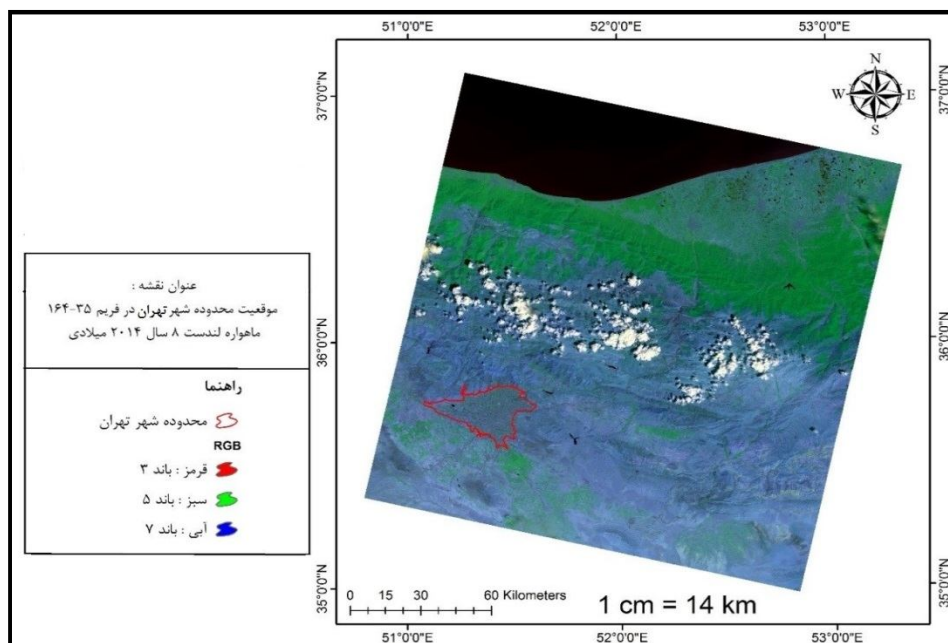 51°0'0"E 52°0'0"E 53°0'0"E
37°0'0"N 37°0'0"N
N
W E
S
عنوان نقشه :
موقعیت محدوده شهر تهران در فریم ۳۵-۱۶۴
ماهواره لندست ۸ سال ۲۰۱۴ میلادی
36°0'0"N 36°0'0"N
راهنما
محدوده شهر تهران
RGB
قرمز : باند ۳
سبز : باند ۵
آبی : باند ۷
35°0'0"N 35°0'0"N
0 15 30 60 Kilometers
1 cm = 14 km
51°0'0"E 52°0'0"E 53°0'0"E